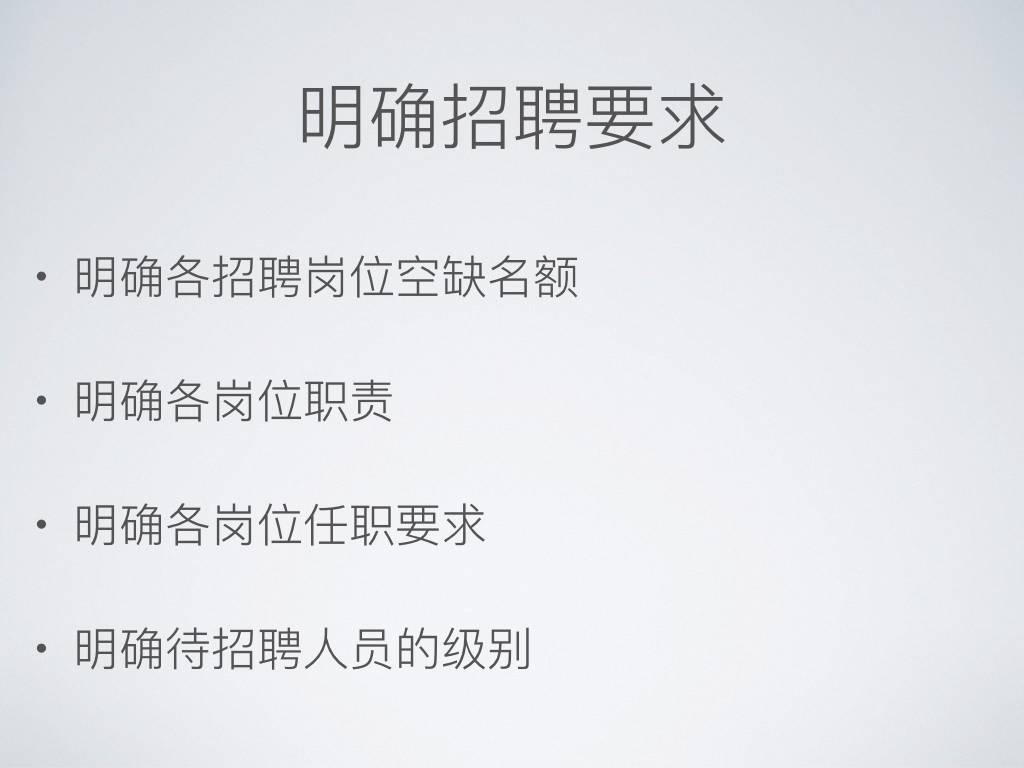 明确招聘要求
• 明确各招聘岗位空缺名额
• 明确各岗位职责
• 明确各岗位任职要求
• 明确待招聘人员的级别